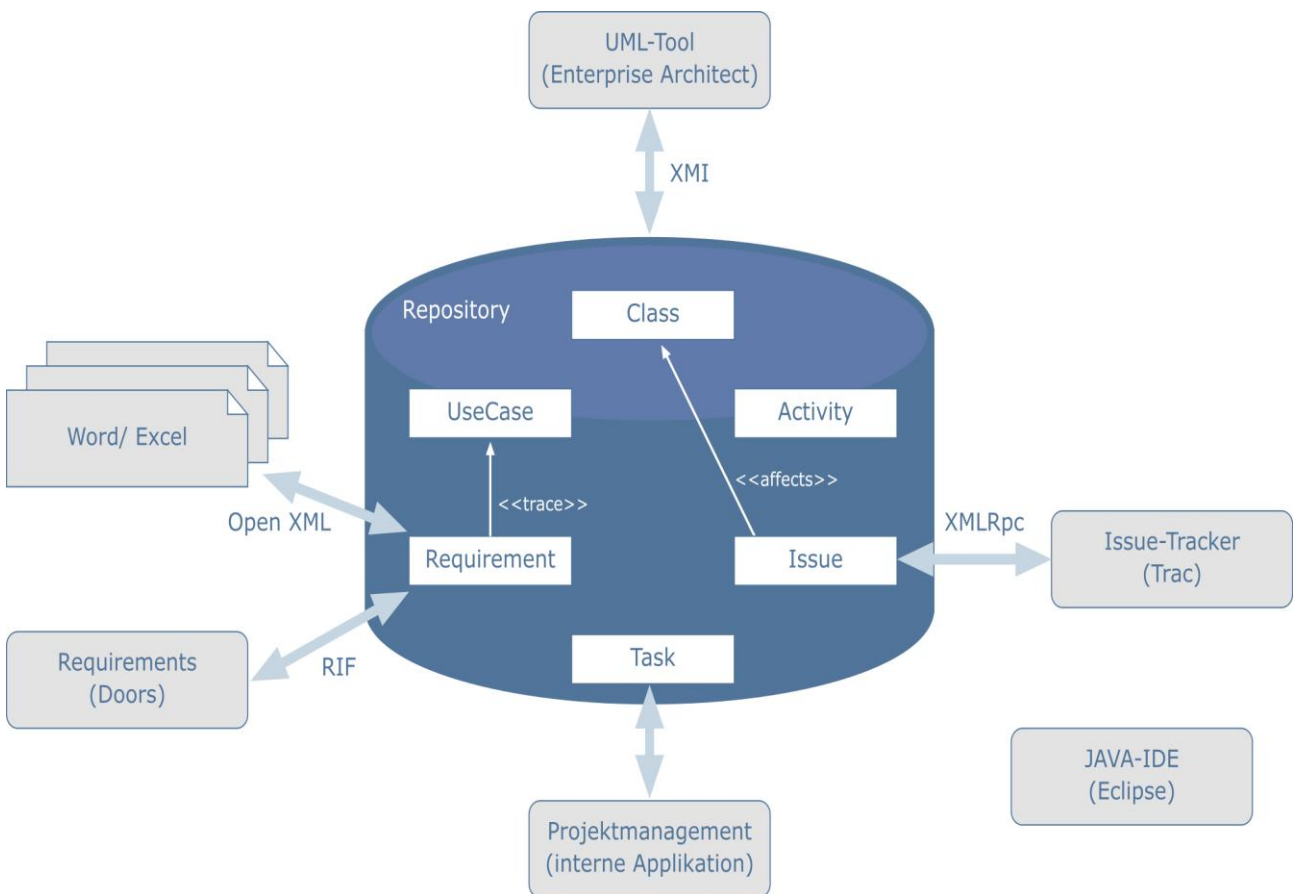 UML-Tool
(Enterprise Architect)
XMI
Repository
Class
UseCase
Activity
Word/ Excel
<<affects>>
<<trace>>
Open XML
XMLRpc
Requirement
Issue
Issue-Tracker
(Trac)
Requirements
(Doors)
RIF
Task
JAVA-IDE
(Eclipse)
Projektmanagement
(interne Applikation)